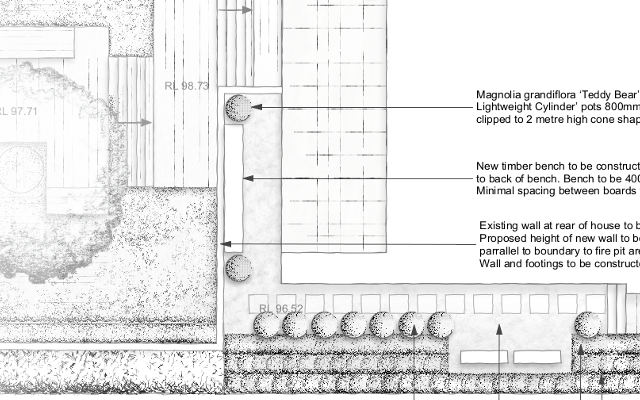 RL 98.73
RL 97.71
Magnolia grandiflora ‘Teddy Bear’
Lightweight Cylinder’ pots 800mm
clipped to 2 metre high cone shap
New timber bench to be construct
to back of bench. Bench to be 400
Minimal spacing between boards
Existing wall at rear of house to b
Proposed height of new wall to be
parrallel to boundary to fire pit are
Wall and footings to be constructe
RL 96.52